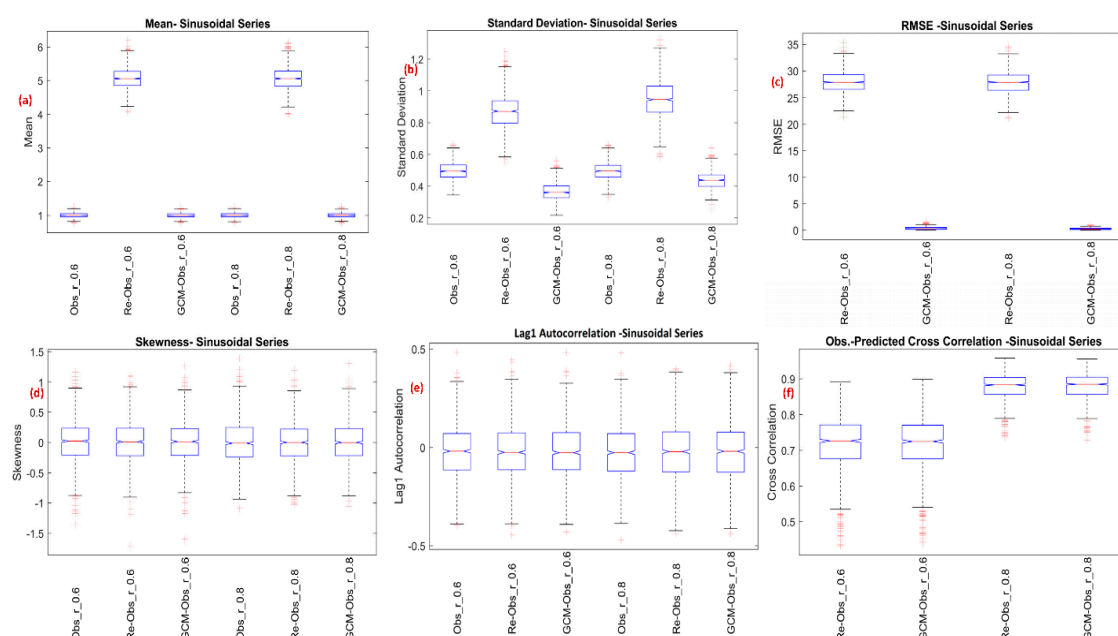 Mean- Sinusoidal Series
(a)
Mean
6
5
4
3
2
1
Obs_r_0.6
Re-Obs_r_0.6
GCM-Obs_r_0.6
Obs_r_0.8
Re-Obs_r_0.8
GCM-Obs_r_0.8
Standard Deviation- Sinusoidal Series
(b)
Standard Deviation
1.2
1
0.8
0.6
0.4
0.2
Obs_r_0.6
Re-Obs_r_0.6
GCM-Obs_r_0.6
Obs_r_0.8
Re-Obs_r_0.8
GCM-Obs_r_0.8
RMSE -Sinusoidal Series
(c)
RMSE
35
30
25
20
15
10
5
0
Re-Obs_r_0.6
GCM-Obs_r_0.6
Re-Obs_r_0.8
GCM-Obs_r_0.8
Skewness- Sinusoidal Series
(d)
Skewness
1.5
1
0.5
0
-0.5
-1
-1.5
Obs_r_0.6
Re-Obs_r_0.6
GCM-Obs_r_0.6
Obs_r_0.8
Re-Obs_r_0.8
GCM-Obs_r_0.8
Lag1 Autocorrelation -Sinusoidal Series
(e)
Lag1 Autocorrelation
0.5
0
-0.5
Obs_r_0.6
Re-Obs_r_0.6
GCM-Obs_r_0.6
Obs_r_0.8
Re-Obs_r_0.8
GCM-Obs_r_0.8
Obs.-Predicted Cross Correlation -Sinusoidal Series
(f)
Cross Correlation
0.9
0.8
0.7
0.6
0.5
Re-Obs_r_0.6
GCM-Obs_r_0.6
Re-Obs_r_0.8
GCM-Obs_r_0.8